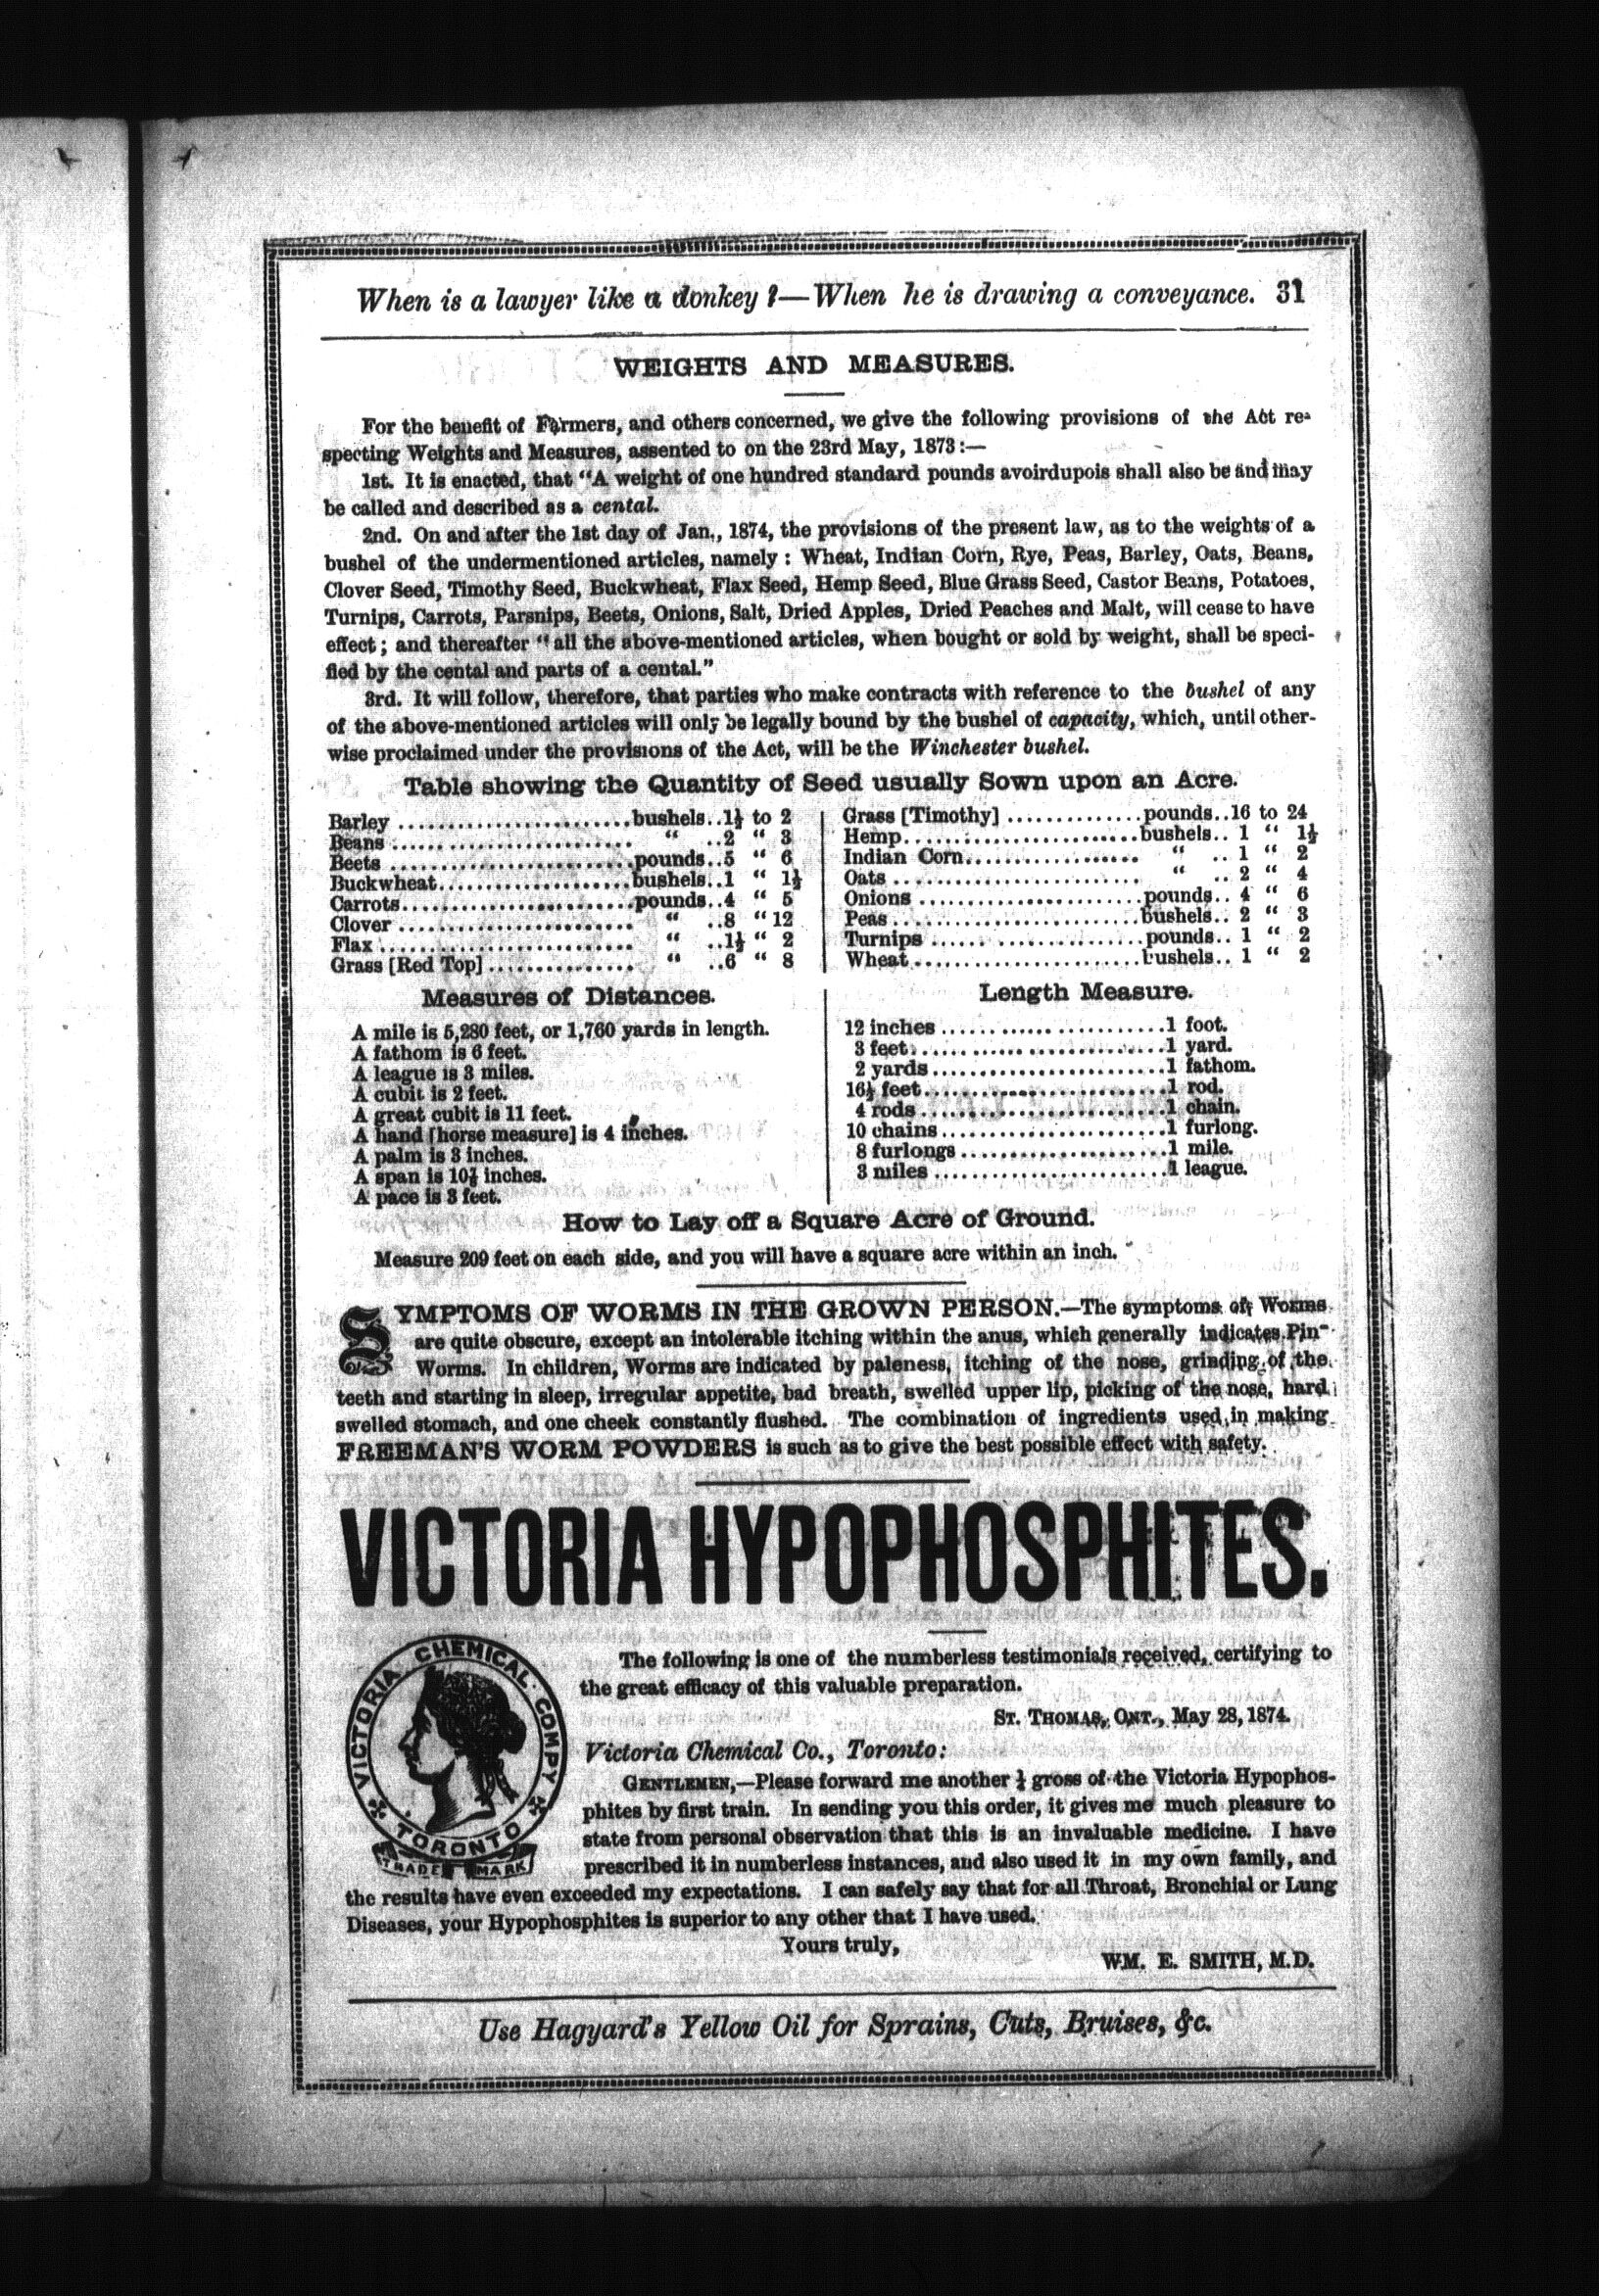 When is a lawyer like a donkey?—When he is drawing a conveyance. 31
WEIGHTS AND MEASURES.
For the benefit of Farmers, and others concerned, we give the following provisions of the Act re-
specting Weights and Measures, assented to on the 23rd May, 1873:—
1st. It is enacted, that "A weight of one hundred standard pounds avoirdupois shall also be and may
be called and described as a cental.
2nd. On and after the 1st day of Jan., 1874, the provisions of the present law, as to the weights of a
bushel of the undermentioned articles, namely: Wheat, Indian Corn, Rye, Peas, Barley, Oats, Beans,
Clover Seed, Timothy Seed, Buckwheat, Flax Seed, Hemp Seed, Blue Grass Seed, Castor Beans, Potatoes,
Turnips, Carrots, Parsnips, Beets, Onions, Salt, Dried Apples, Dried Peaches and Malt, will cease to have
effect; and thereafter "all the above-mentioned articles, when bought or sold by weight, shall be speci-
fied by the cental and parts of a cental."
3rd. It will follow, therefore, that parties who make contracts with reference to the bushel of any
of the above-mentioned articles will only be legally bound by the bushel of capacity, which, until other-
wise proclaimed under the provisions of the Act, will be the Winchester bushel.
Table showing the Quantity of Seed usually Sown upon an Acre.
Barley ........................bushels..1½ to 2
Beans ........................ " ..2 " 3
Beets ........................pounds..5 " 6
Buckwheat....................bushels..1 " 1½
Carrots.......................pounds..4 " 5
Clover ........................ " ..8 " 12
Flax .......................... " ..1½ " 2
Grass [Red Top]............... " ..6 " 8
Grass [Timothy] ..............pounds..16 to 24
Hemp........................bushels.. 1 " 1½
Indian Corn.................. " .. 1 " 2
Oats ......................... " .. 2 " 4
Onions .......................pounds.. 4 " 6
Peas..........................bushels.. 2 " 3
Turnips ......................pounds.. 1 " 2
Wheat.......................bushels.. 1 " 2
Measures of Distances.
A mile is 5,280 feet, or 1,760 yards in length.
A fathom is 6 feet.
A league is 3 miles.
A cubit is 2 feet.
A great cubit is 11 feet.
A hand [horse measure] is 4 inches.
A palm is 3 inches.
A span is 10⅞ inches.
A pace is 3 feet.
Length Measure.
12 inches ........................1 foot.
3 feet...........................1 yard.
2 yards.........................1 fathom.
16½ feet.........................1 rod.
4 rods..........................1 chain.
10 chains........................1 furlong.
8 furlongs ......................1 mile.
3 miles ........................1 league.
How to Lay off a Square Acre of Ground.
Measure 209 feet on each side, and you will have a square acre within an inch.
SYMPTOMS OF WORMS IN THE GROWN PERSON.—The symptoms of Worms
are quite obscure, except an intolerable itching within the anus, which generally indicates Pin-
Worms. In children, Worms are indicated by paleness, itching of the nose, grinding of the
teeth and starting in sleep, irregular appetite, bad breath, swelled upper lip, picking of the nose, hard
swelled stomach, and one cheek constantly flushed. The combination of ingredients used in making
FREEMAN'S WORM POWDERS is such as to give the best possible effect with safety.
VICTORIA HYPOPHOSPHITES.
VICTORIA CHEMICAL COMPY
TORONTO
TRADE MARK
The following is one of the numberless testimonials received, certifying to
the great efficacy of this valuable preparation.
ST. THOMAS, ONT., May 28, 1874.
Victoria Chemical Co., Toronto:
GENTLEMEN,—Please forward me another ½ gross of the Victoria Hypophos-
phites by first train. In sending you this order, it gives me much pleasure to
state from personal observation that this is an invaluable medicine. I have
prescribed it in numberless instances, and also used it in my own family, and
the results have even exceeded my expectations. I can safely say that for all Throat, Bronchial or Lung
Diseases, your Hypophosphites is superior to any other that I have used.
Yours truly,
WM. E. SMITH, M.D.
Use Hagyard's Yellow Oil for Sprains, Cuts, Bruises, &c.